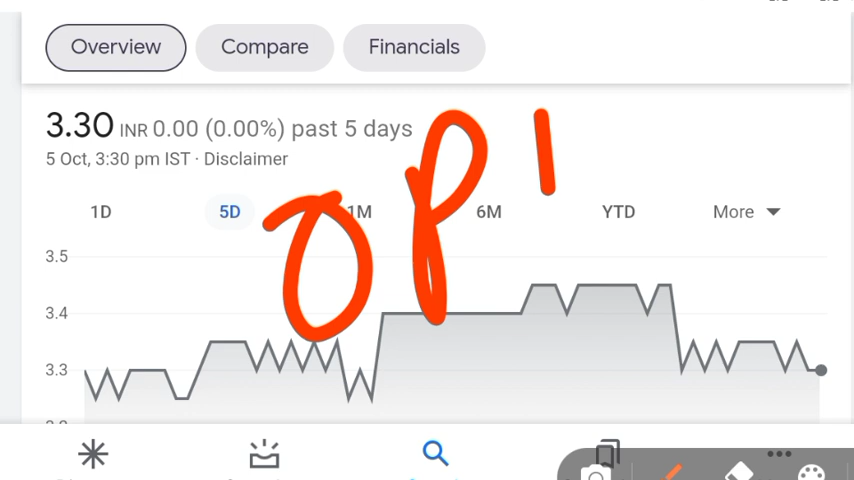 Overview Compare Financials
3.30 INR 0.00 (0.00%) past 5 days
5 Oct, 3:30 pm IST · Disclaimer
OP'
1D 5D 1M 6M YTD More
3.5
3.4
3.3